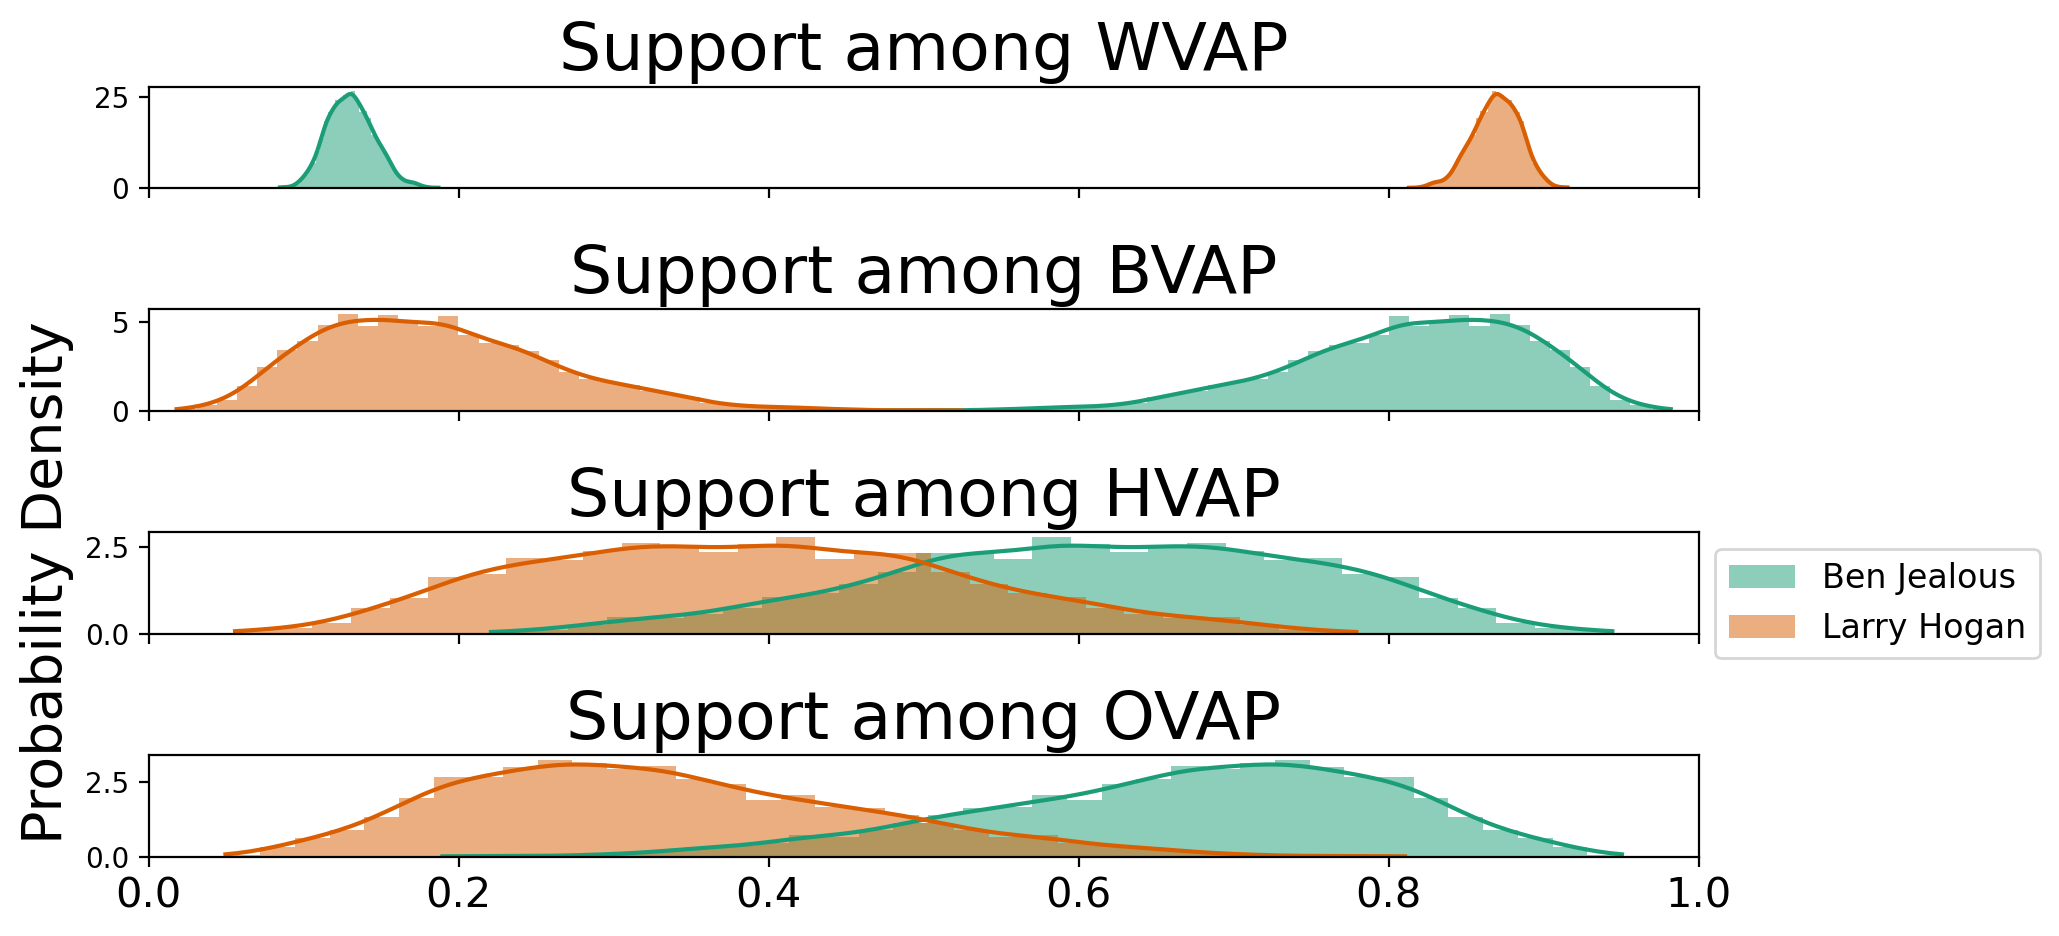 Support among WVAP
25
0
Support among BVAP
5
0
Support among HVAP
2.5
0.0
Support among OVAP
2.5
0.0
0.0 0.2 0.4 0.6 0.8 1.0
Probability Density
Ben Jealous
Larry Hogan